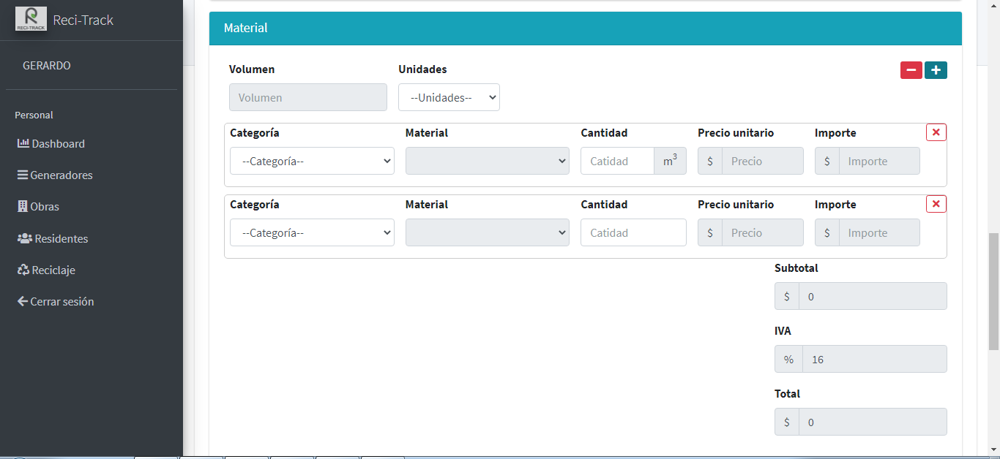 RECI-TRACK
Reci-Track
GERARDO
Personal
Dashboard
Generadores
Obras
Residentes
Reciclaje
Cerrar sesión
Material
Volumen Unidades
Volumen --Unidades--
Categoría Material Cantidad Precio unitario Importe
--Categoría-- Catidad m³ $ Precio $ Importe
Categoría Material Cantidad Precio unitario Importe
--Categoría-- Catidad $ Precio $ Importe
Subtotal
$ 0
IVA
% 16
Total
$ 0